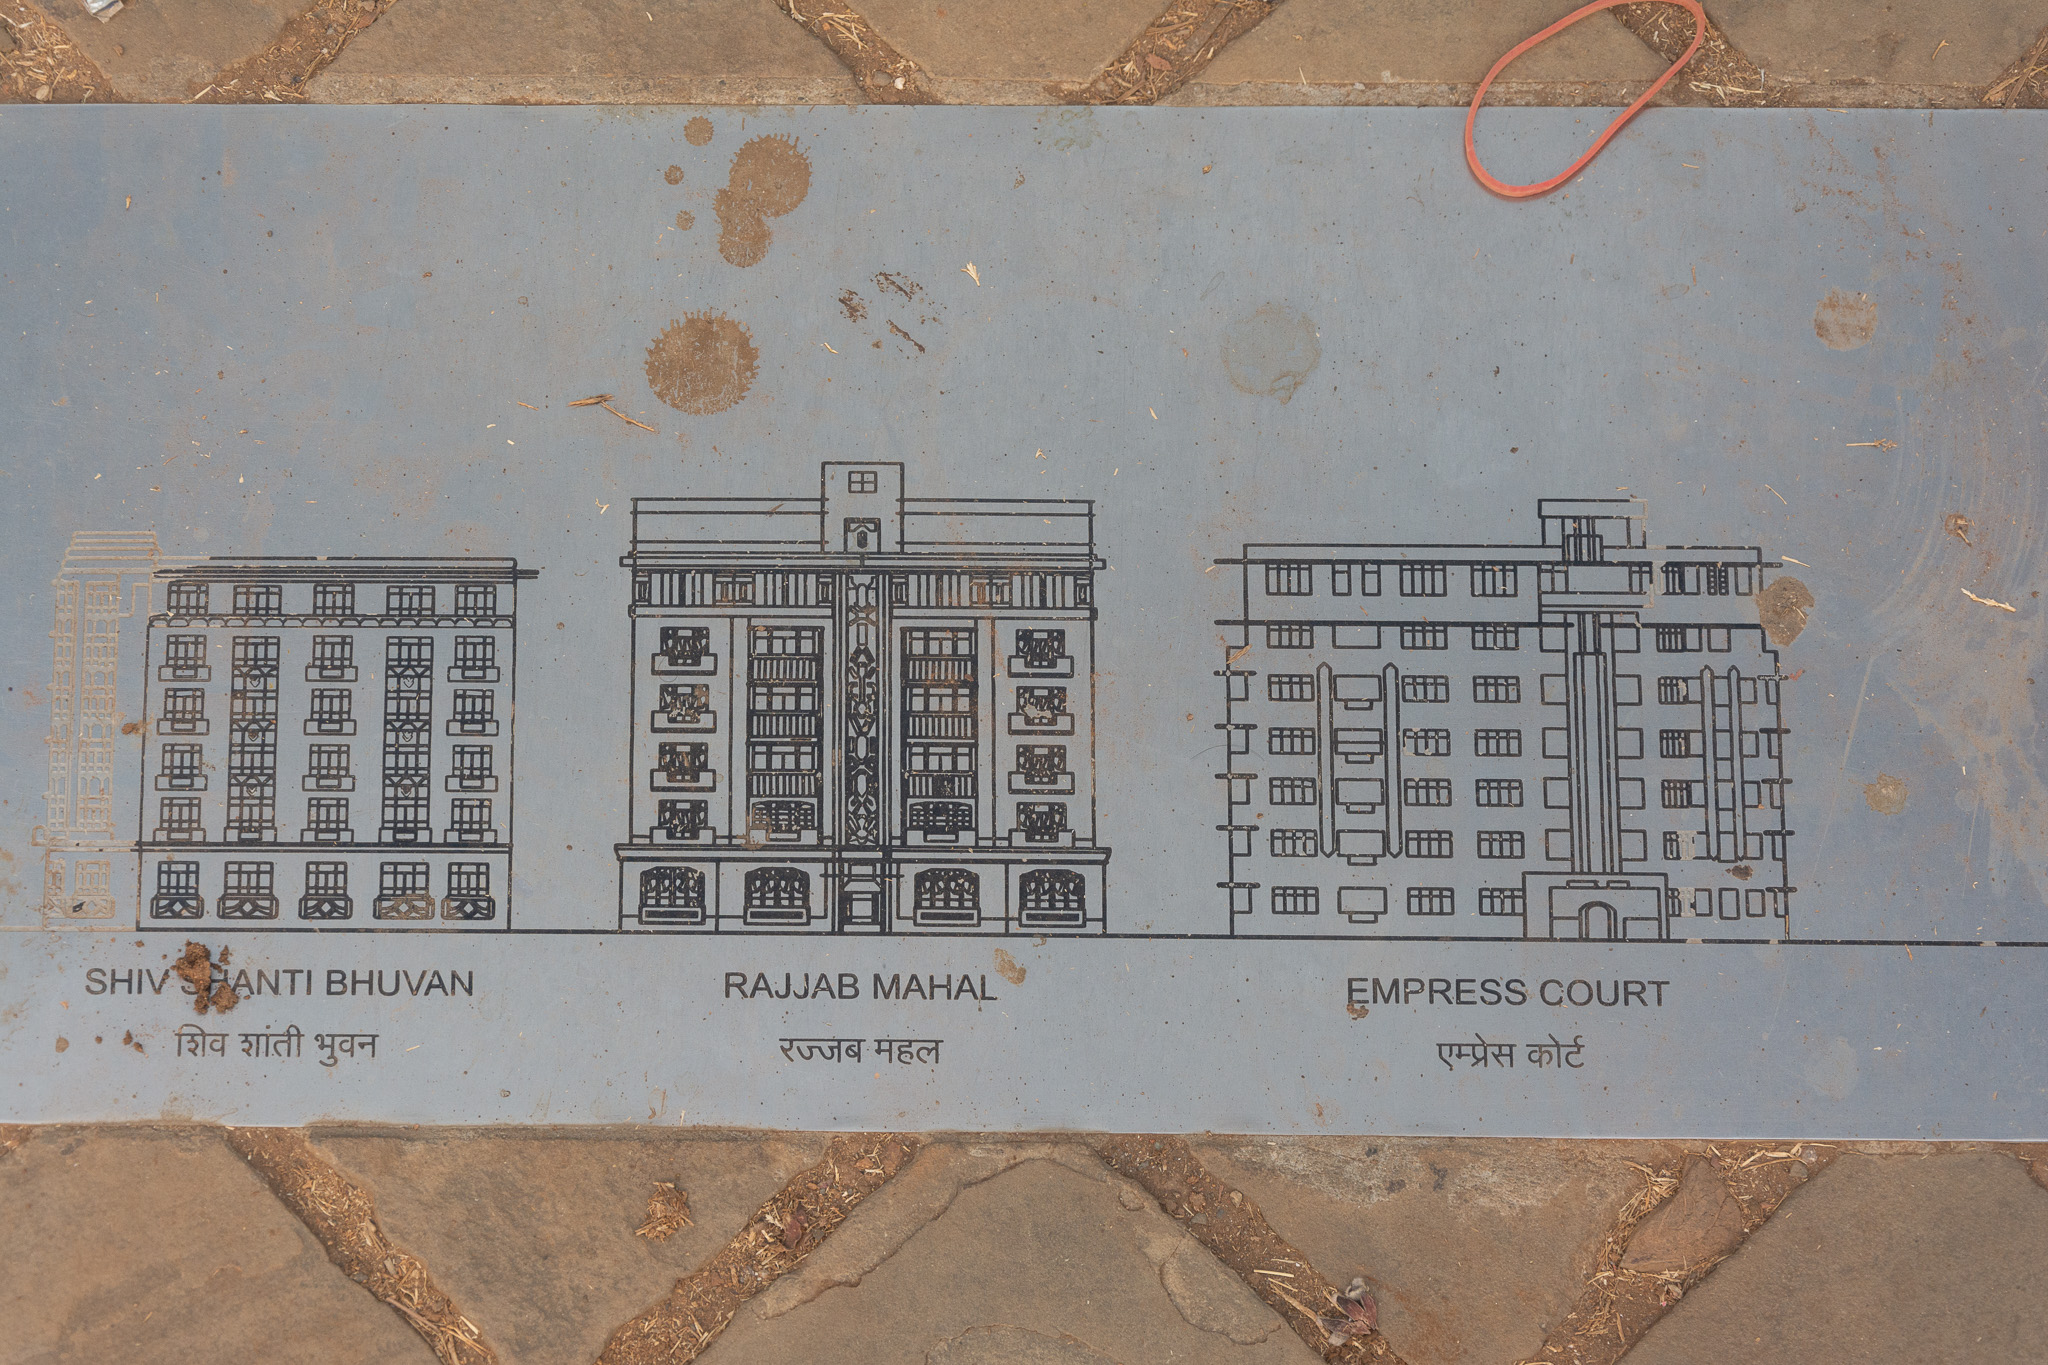 SHIV SHANTI BHUVAN
शिव शांती भुवन
RAJJAB MAHAL
रज्जब महल
EMPRESS COURT
एम्प्रेस कोर्ट